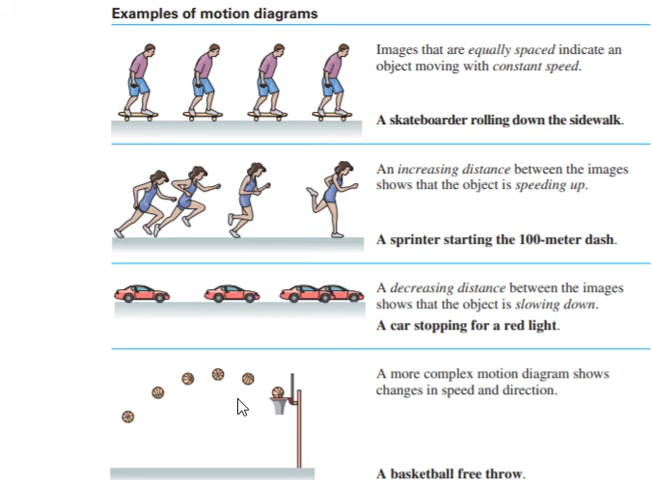 Examples of motion diagrams
Images that are equally spaced indicate an
object moving with constant speed.
A skateboarder rolling down the sidewalk.
An increasing distance between the images
shows that the object is speeding up.
A sprinter starting the 100-meter dash.
A decreasing distance between the images
shows that the object is slowing down.
A car stopping for a red light.
A more complex motion diagram shows
changes in speed and direction.
A basketball free throw.